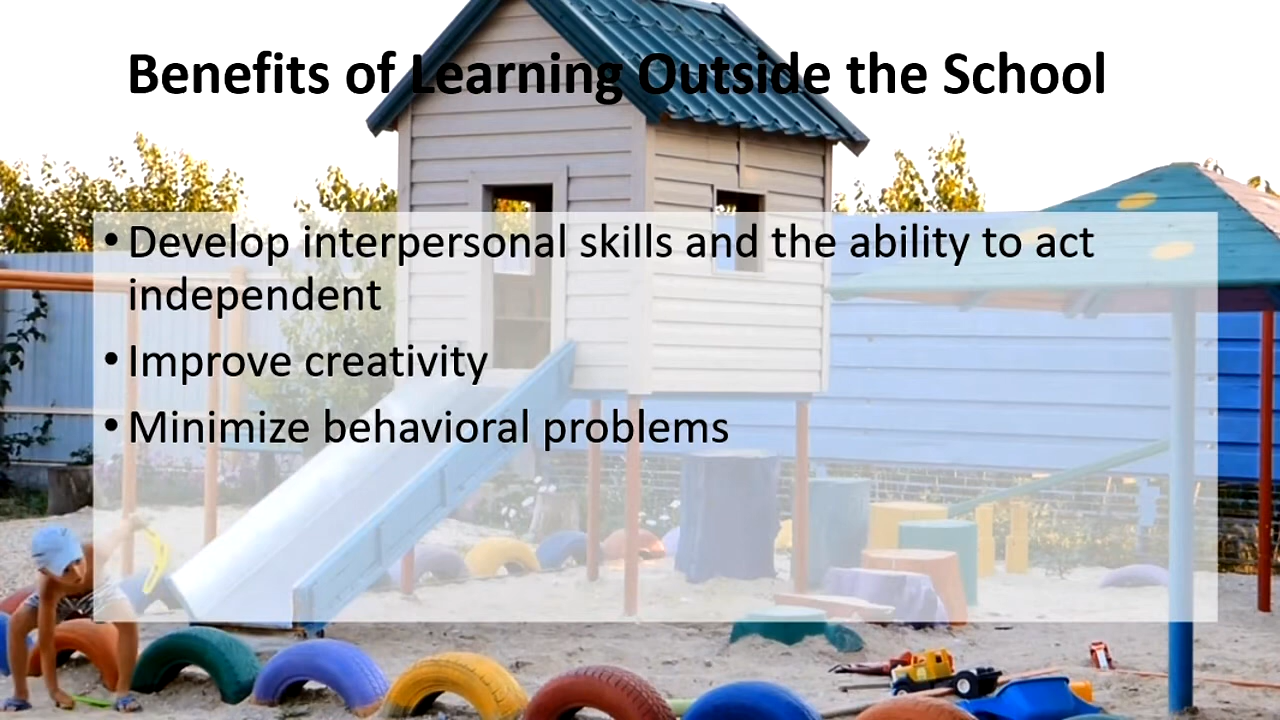 Benefits of Learning Outside the School
• Develop interpersonal skills and the ability to act
independent
• Improve creativity
• Minimize behavioral problems